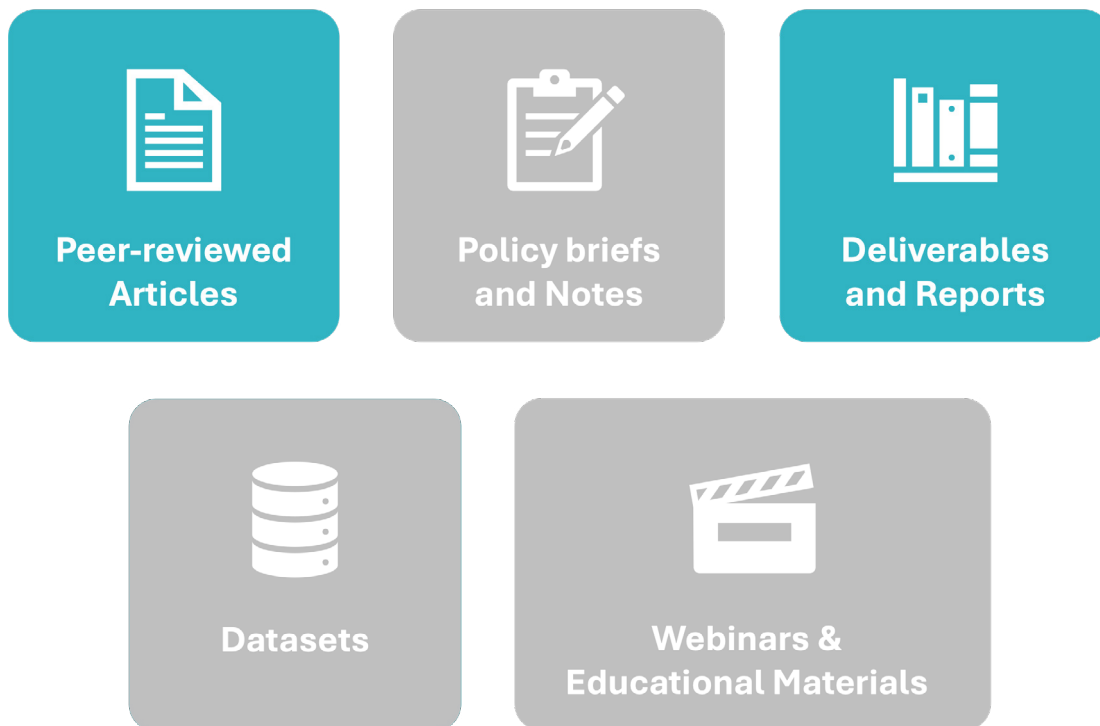 Peer-reviewed
Articles
Policy briefs
and Notes
Deliverables
and Reports
Datasets
Webinars &
Educational Materials